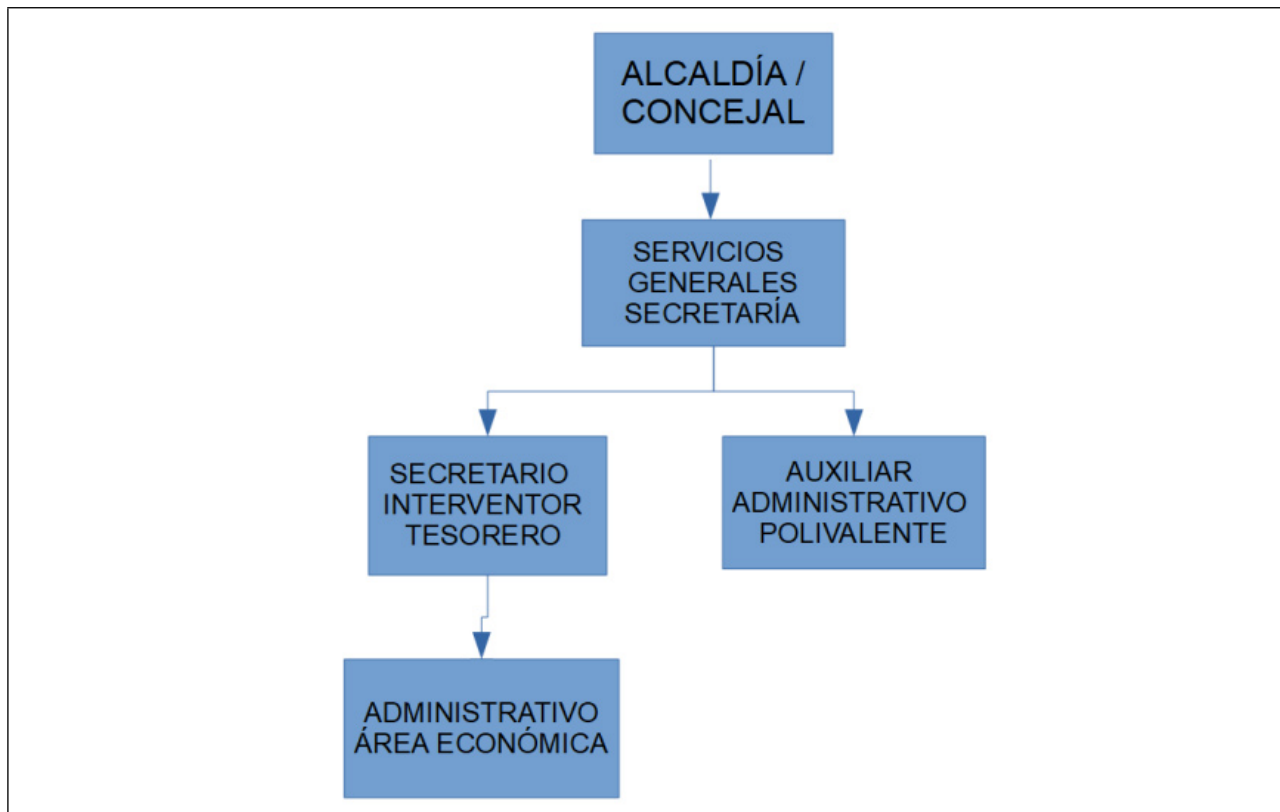 ALCALDÍA /
CONCEJAL
SERVICIOS
GENERALES
SECRETARÍA
SECRETARIO
INTERVENTOR
TESORERO
AUXILIAR
ADMINISTRATIVO
POLIVALENTE
ADMINISTRATIVO
ÁREA ECONÓMICA